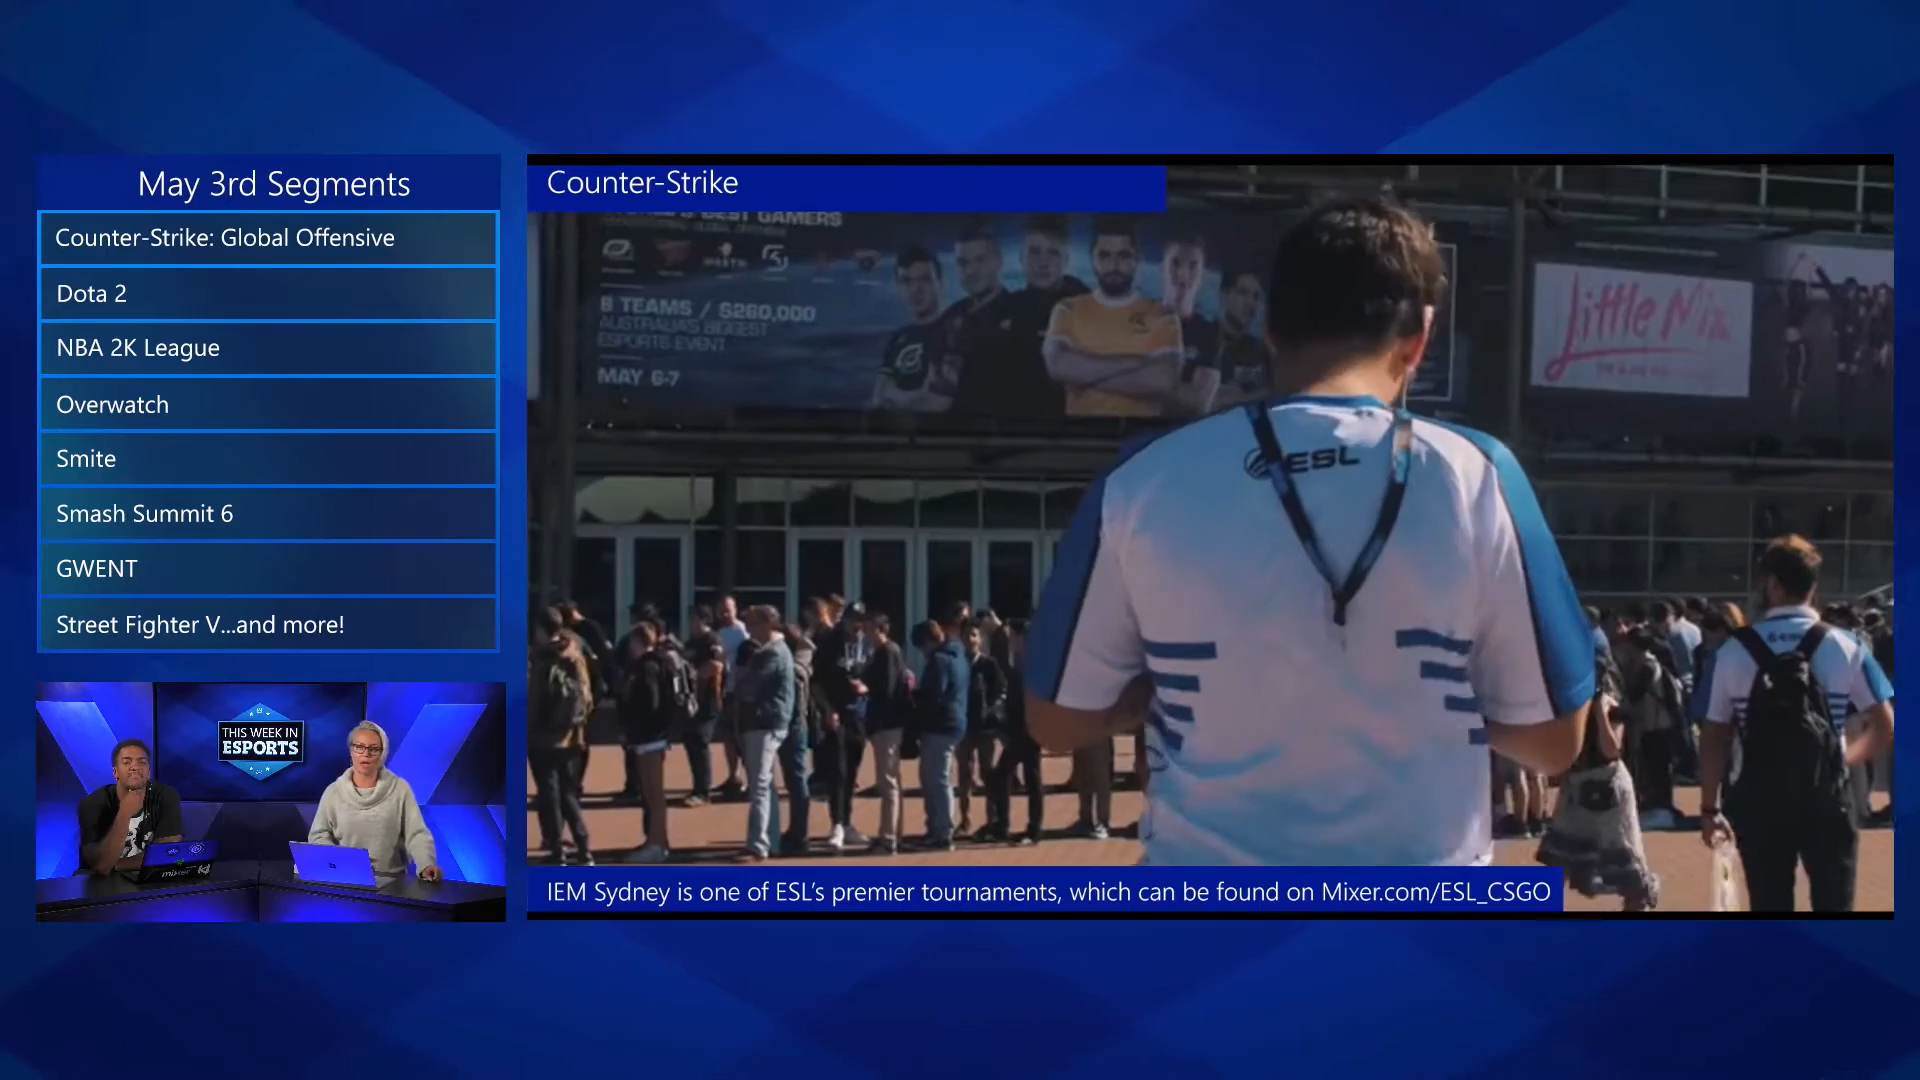 May 3rd Segments
Counter-Strike: Global Offensive
Dota 2
NBA 2K League
Overwatch
Smite
Smash Summit 6
GWENT
Street Fighter V...and more!
THIS WEEK IN
ESPORTS
mixer
Counter-Strike
BEST GAMERS
8 TEAMS / $260,000
AUSTRALIA'S BIGGEST
ESPORTS EVENT
MAY 6-7
Little Mix
ESL
IEM Sydney is one of ESL's premier tournaments, which can be found on Mixer.com/ESL_CSGO